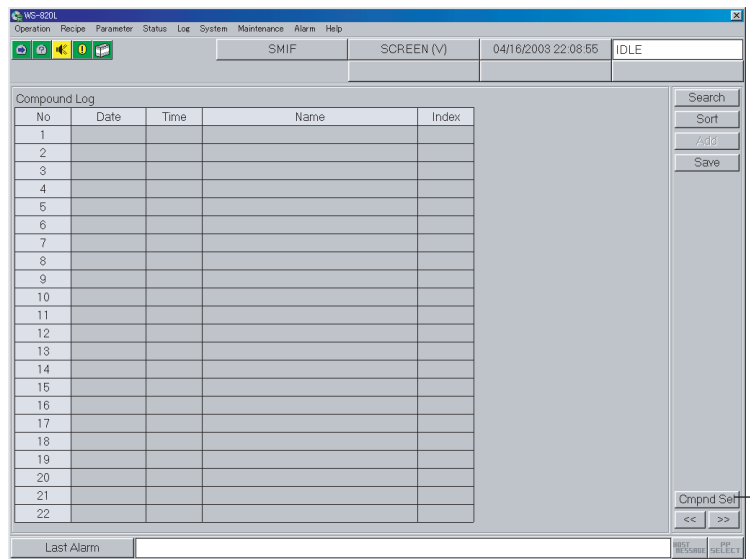 WS-820L
Operation Recipe Parameter Status Log System Maintenance Alarm Help
SMIF SCREEN (V) 04/16/2003 22:08:55 IDLE
Compound Log
No Date Time Name Index
1
2
3
4
5
6
7
8
9
10
11
12
13
14
15
16
17
18
19
20
21
22
Search
Sort
Add
Save
Cmpnd Sel
<< >>
Last Alarm
HOST MESSAGE
PP SELECT